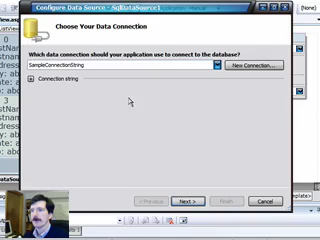 Configure Data Source - SqlDataSource1
Choose Your Data Connection
Which data connection should your application use to connect to the database?
SampleConnectionString
New Connection...
Connection string
< Previous
Next >
Finish
Cancel
(None)